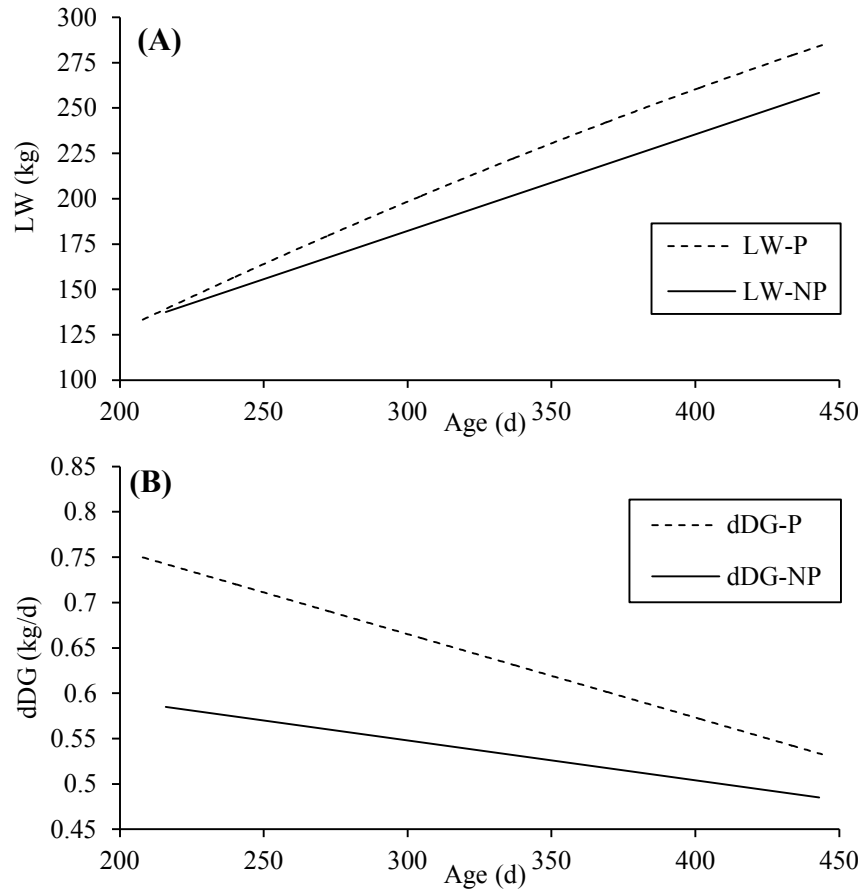 (A)
LW (kg)
300
275
250
225
200
175
150
125
100
LW-P
LW-NP
200 250 300 350 400 450
Age (d)
(B)
dDG (kg/d)
0.85
0.8
0.75
0.7
0.65
0.6
0.55
0.5
0.45
dDG-P
dDG-NP
200 250 300 350 400 450
Age (d)